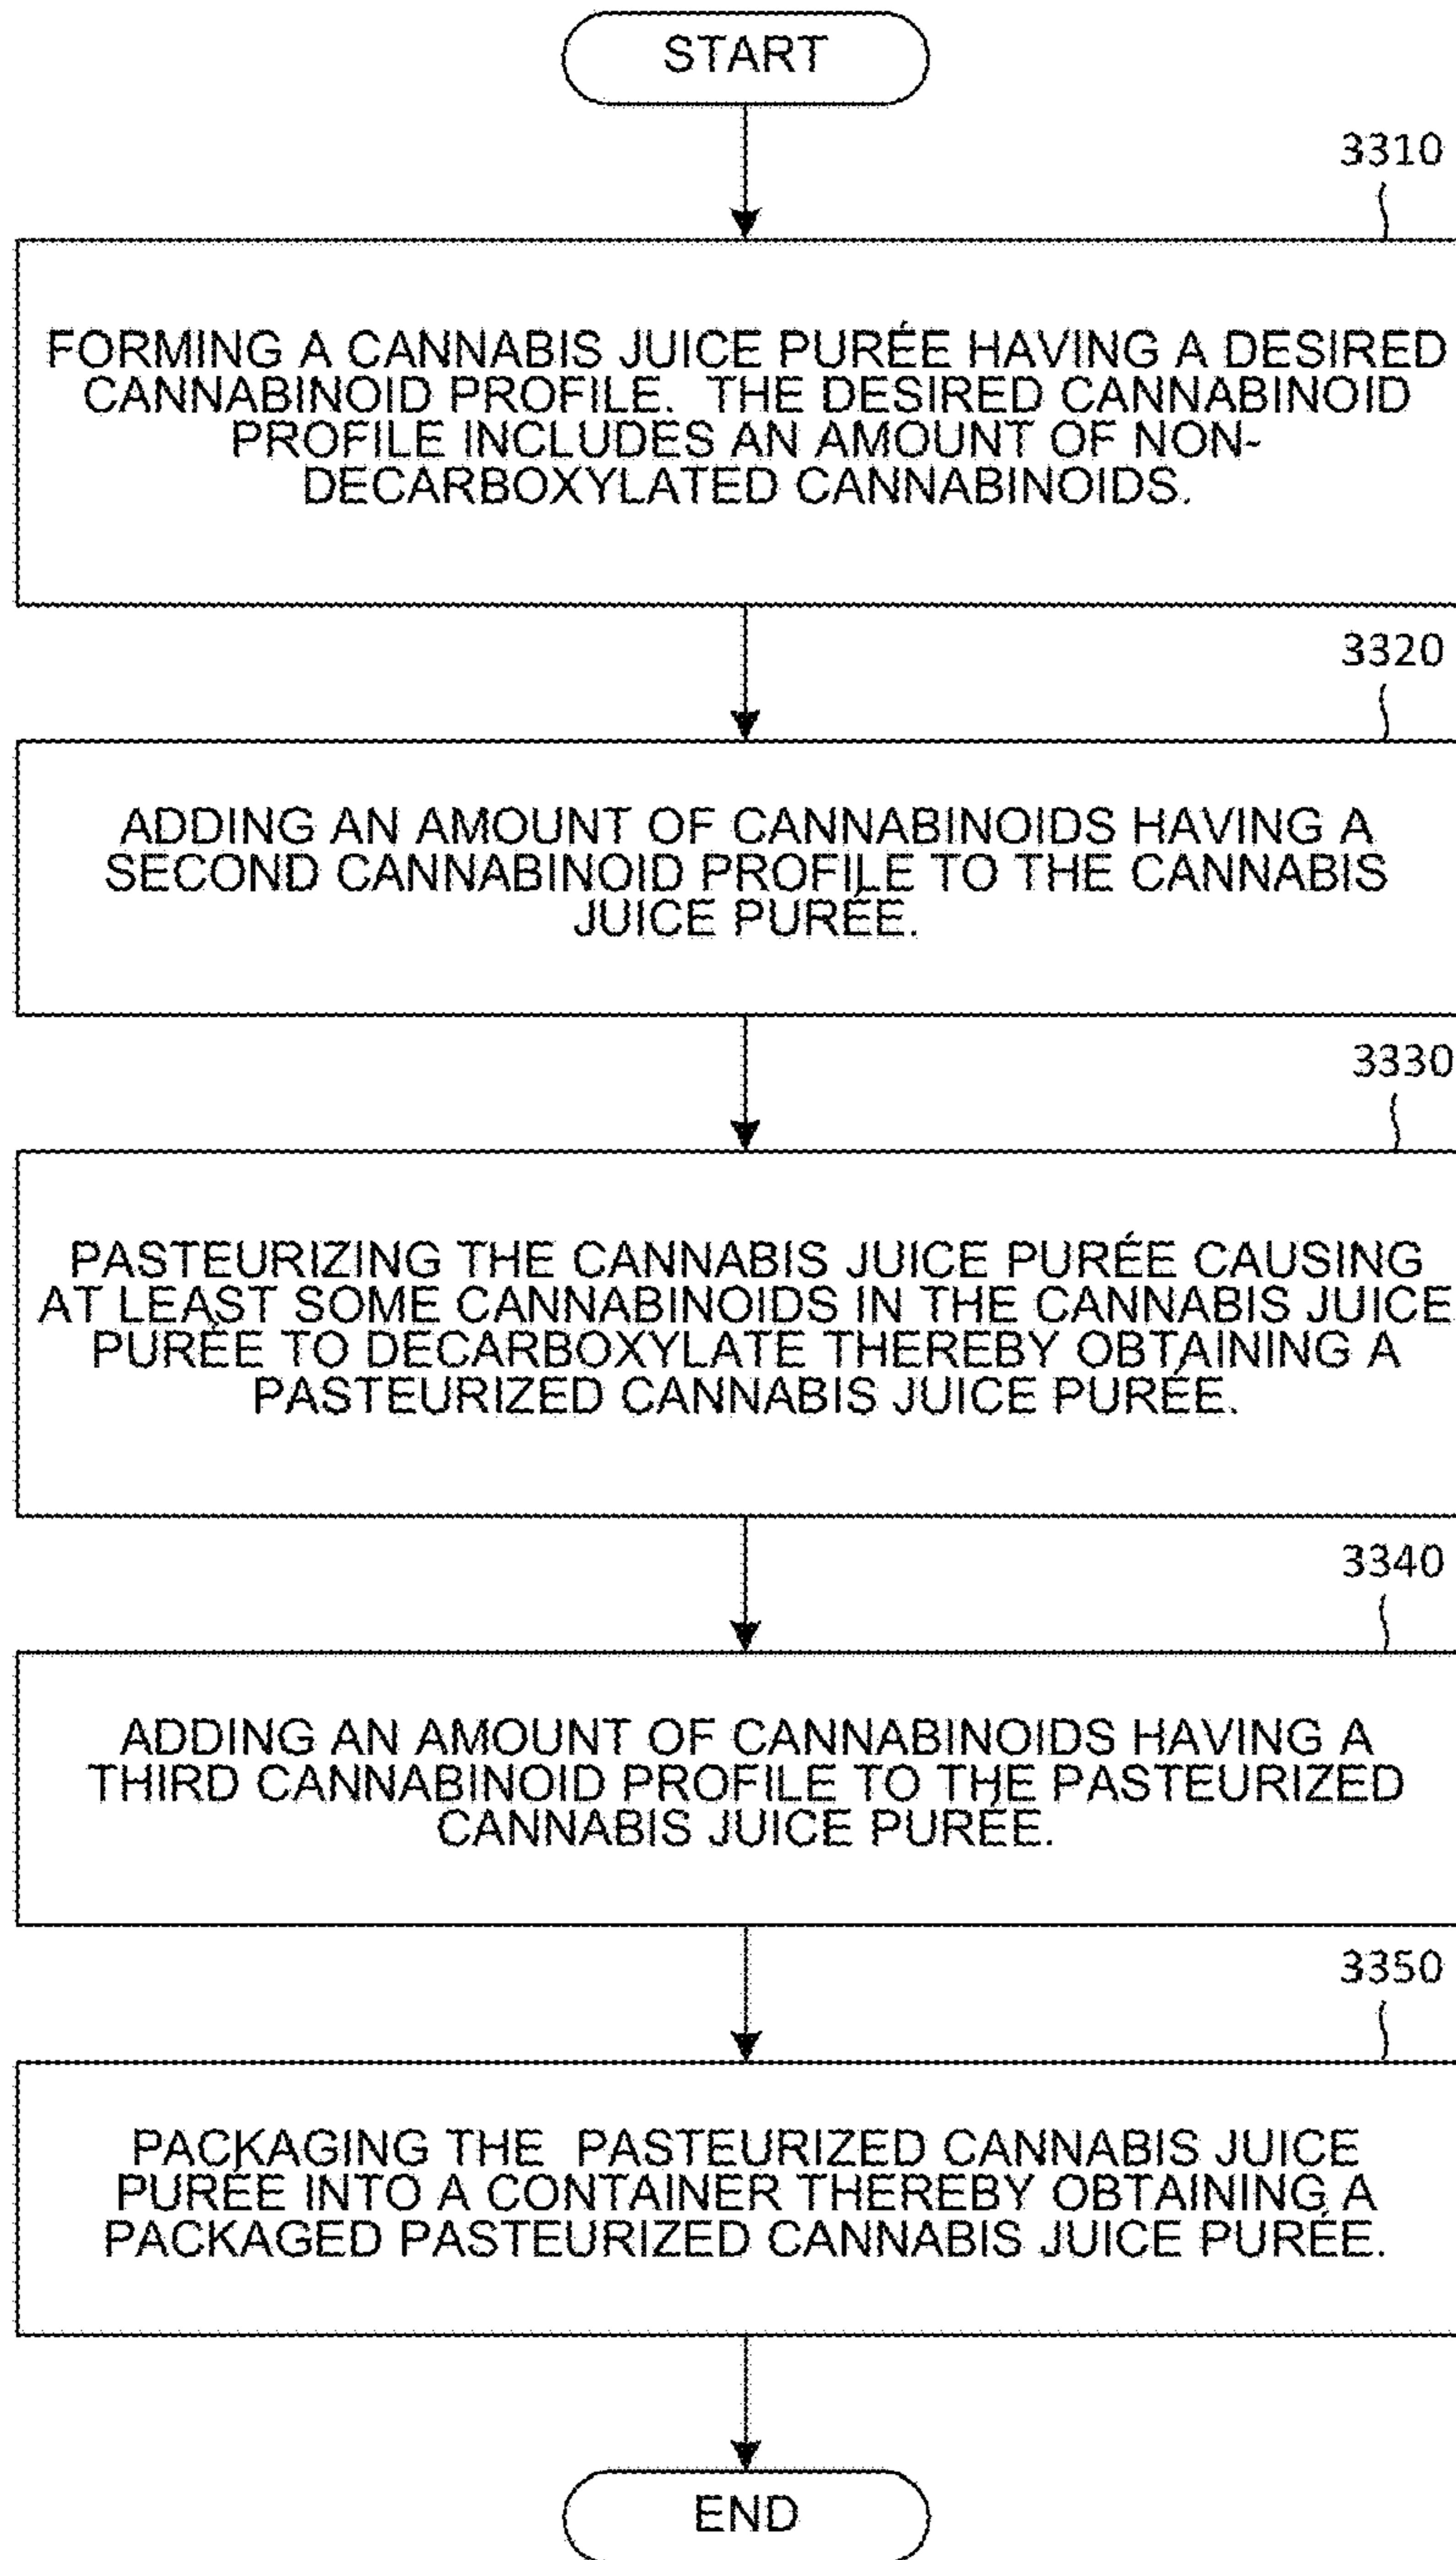 START
3310
FORMING A CANNABIS JUICE PURÉE HAVING A DESIRED
CANNABINOID PROFILE. THE DESIRED CANNABINOID
PROFILE INCLUDES AN AMOUNT OF NON-
DECARBOXYLATED CANNABINOIDS.
3320
ADDING AN AMOUNT OF CANNABINOIDS HAVING A
SECOND CANNABINOID PROFILE TO THE CANNABIS
JUICE PURÉE.
3330
PASTEURIZING THE CANNABIS JUICE PURÉE CAUSING
AT LEAST SOME CANNABINOIDS IN THE CANNABIS JUICE
PURÉE TO DECARBOXYLATE THEREBY OBTAINING A
PASTEURIZED CANNABIS JUICE PURÉE.
3340
ADDING AN AMOUNT OF CANNABINOIDS HAVING A
THIRD CANNABINOID PROFILE TO THE PASTEURIZED
CANNABIS JUICE PURÉE.
3350
PACKAGING THE PASTEURIZED CANNABIS JUICE
PURÉE INTO A CONTAINER THEREBY OBTAINING A
PACKAGED PASTEURIZED CANNABIS JUICE PURÉE.
END